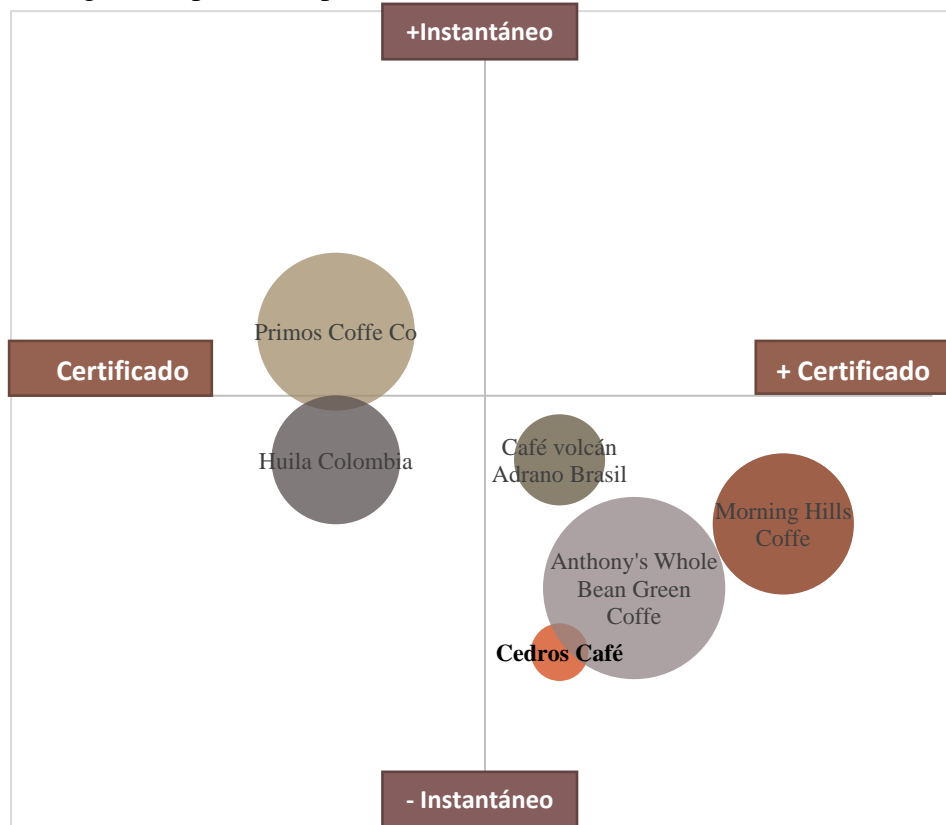 +Instantáneo
Primos Coffe Co
Certificado
+ Certificado
Huila Colombia
Café volcán
Adrano Brasil
Morning Hills
Coffe
Anthony's Whole
Bean Green
Coffe
Cedros Café
- Instantáneo